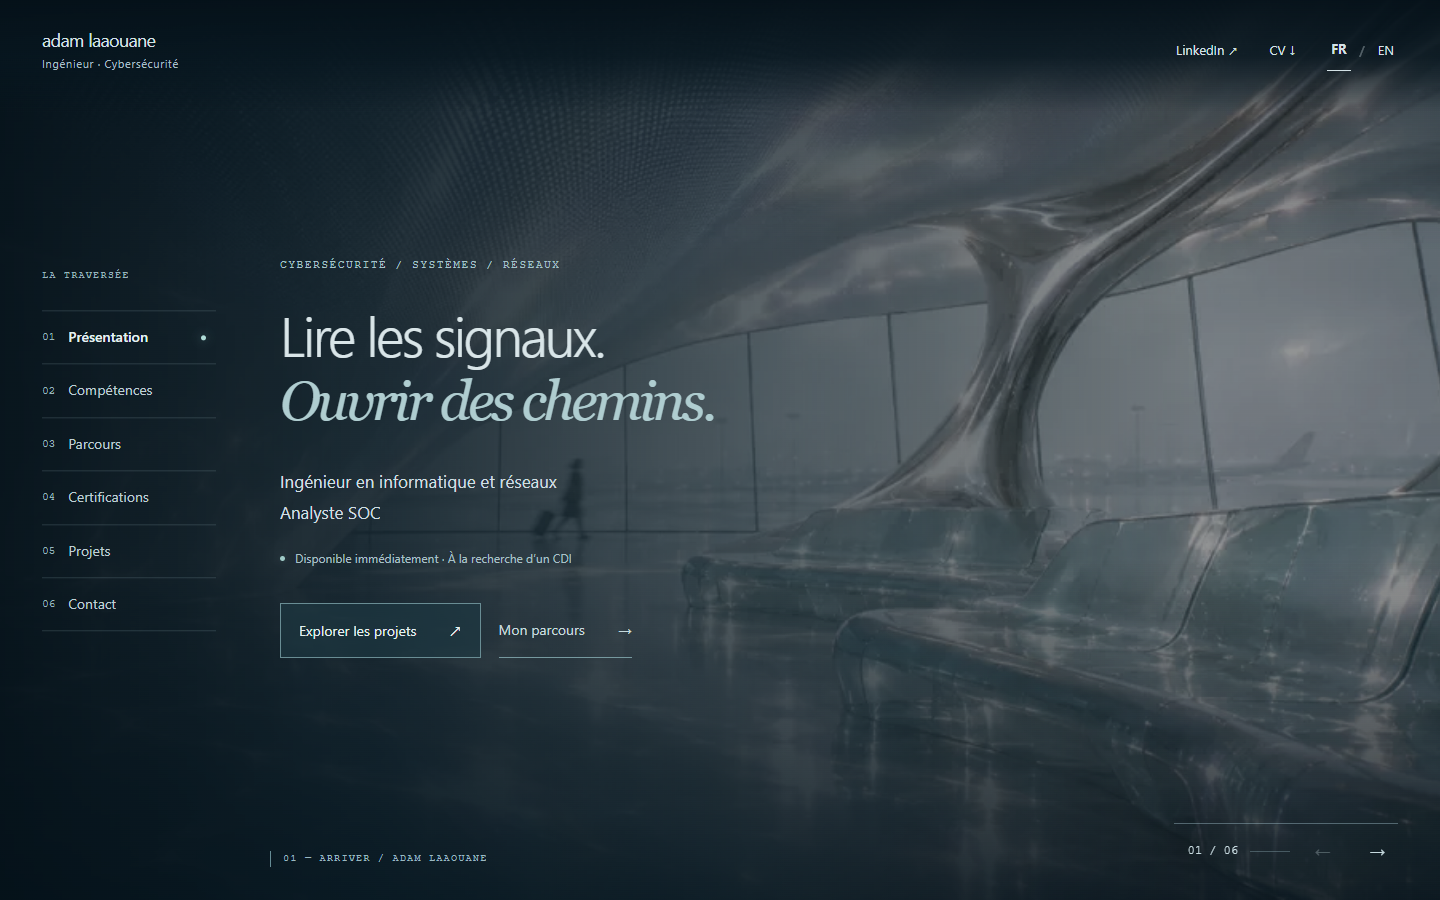 adam laaouane
Ingénieur · Cybersécurité
LinkedIn ↗
CV ↓
FR / EN
LA TRAVERSÉE
01 Présentation
02 Compétences
03 Parcours
04 Certifications
05 Projets
06 Contact
CYBERSÉCURITÉ / SYSTÈMES / RÉSEAUX
Lire les signaux.
Ouvrir des chemins.
Ingénieur en informatique et réseaux
Analyste SOC
Disponible immédiatement · À la recherche d'un CDI
Explorer les projets ↗
Mon parcours →
01 — ARRIVER / ADAM LAAOUANE
01 / 06 ← →